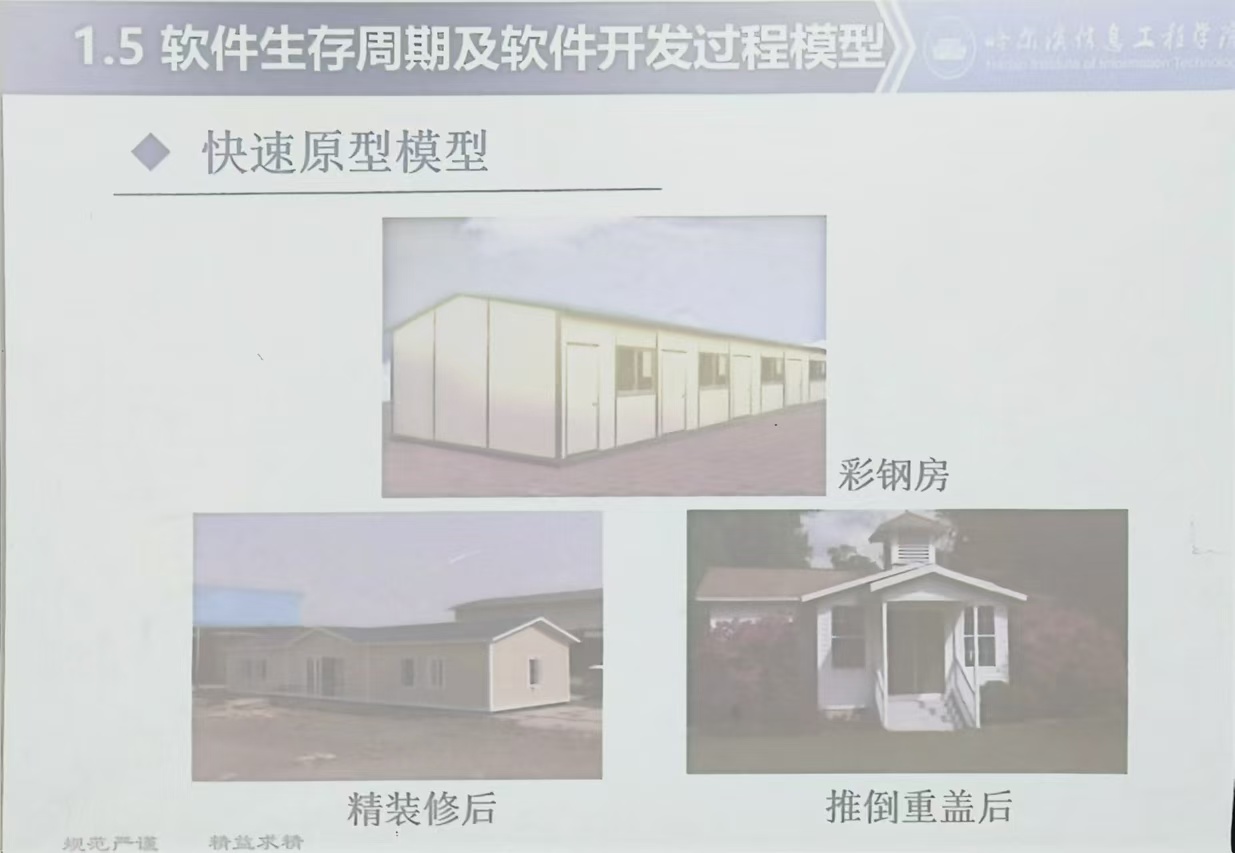 1.5 软件生存周期及软件开发过程模型
哈尔滨信息工程学院
Harbin Institute of Information Technology
快速原型模型
彩钢房
精装修后
推倒重盖后
规范严谨 精益求精